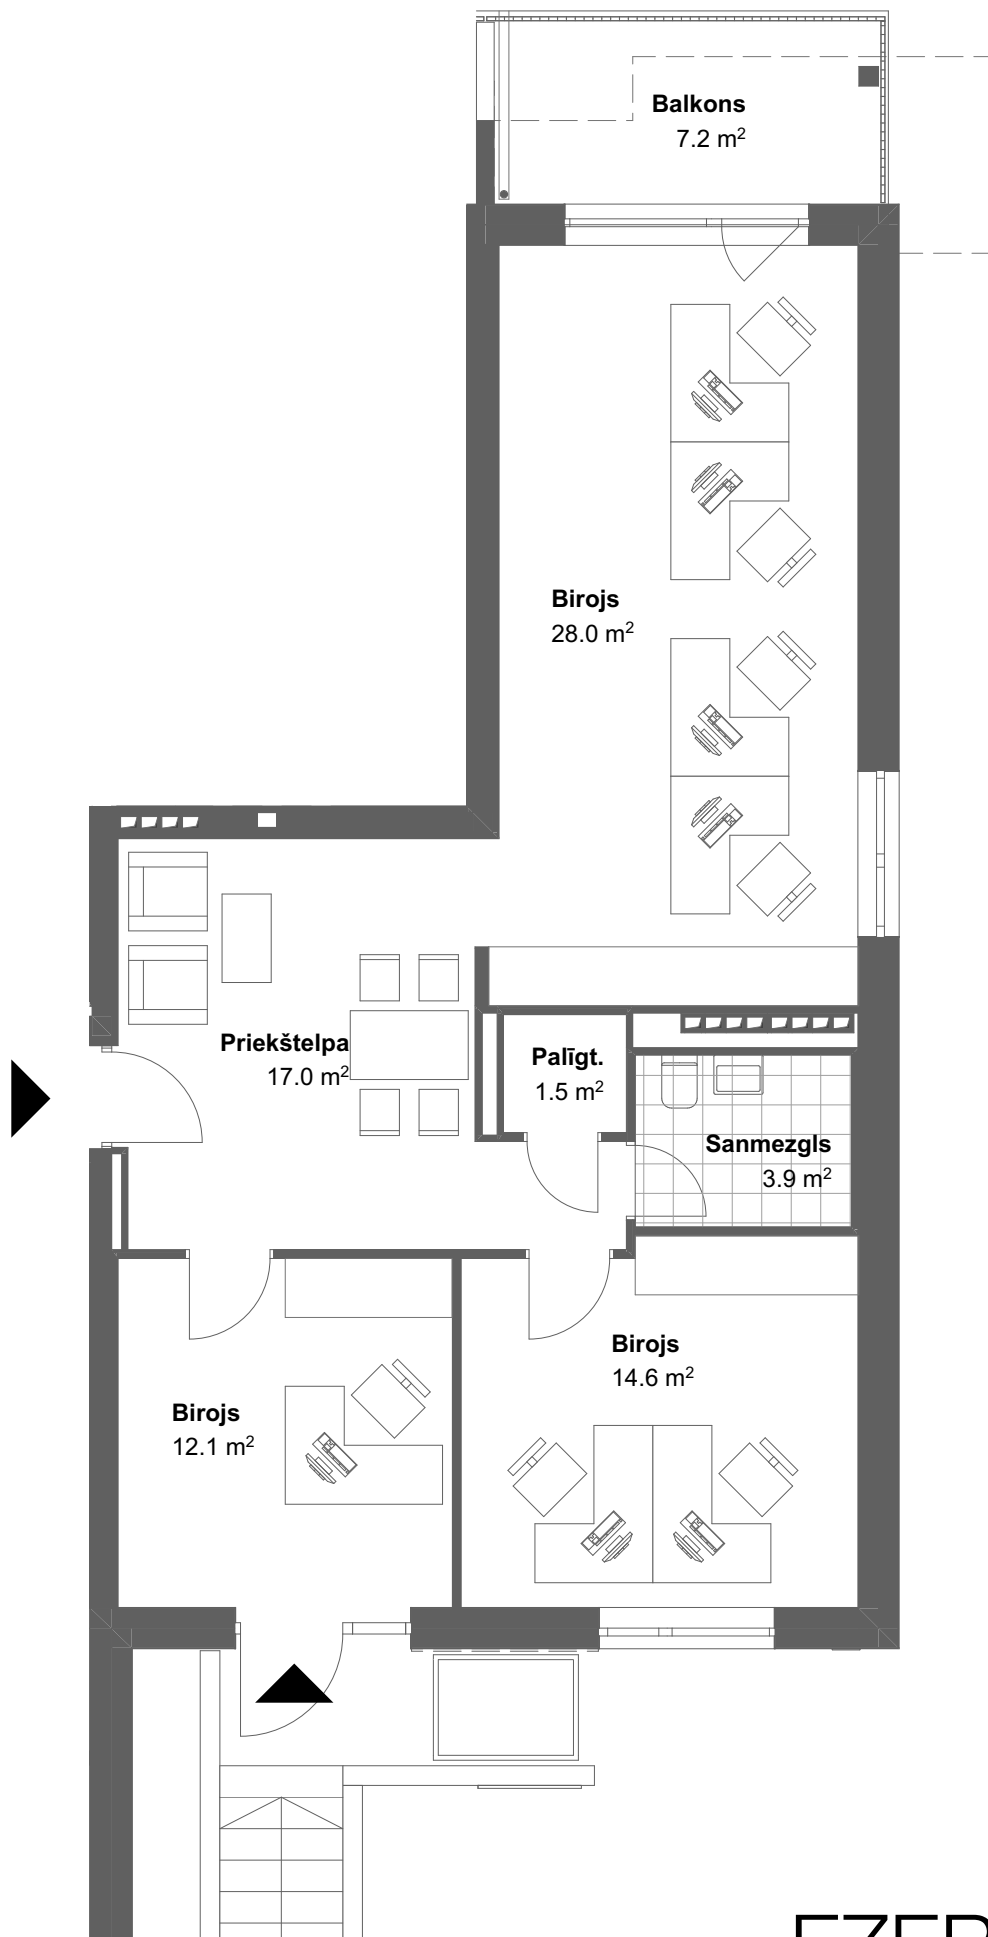 Balkons
7.2 m²
Birojs
28.0 m²
Priekštelpa
17.0 m²
Palīgt.
1.5 m²
Sanmezgls
3.9 m²
Birojs
14.6 m²
Birojs
12.1 m²